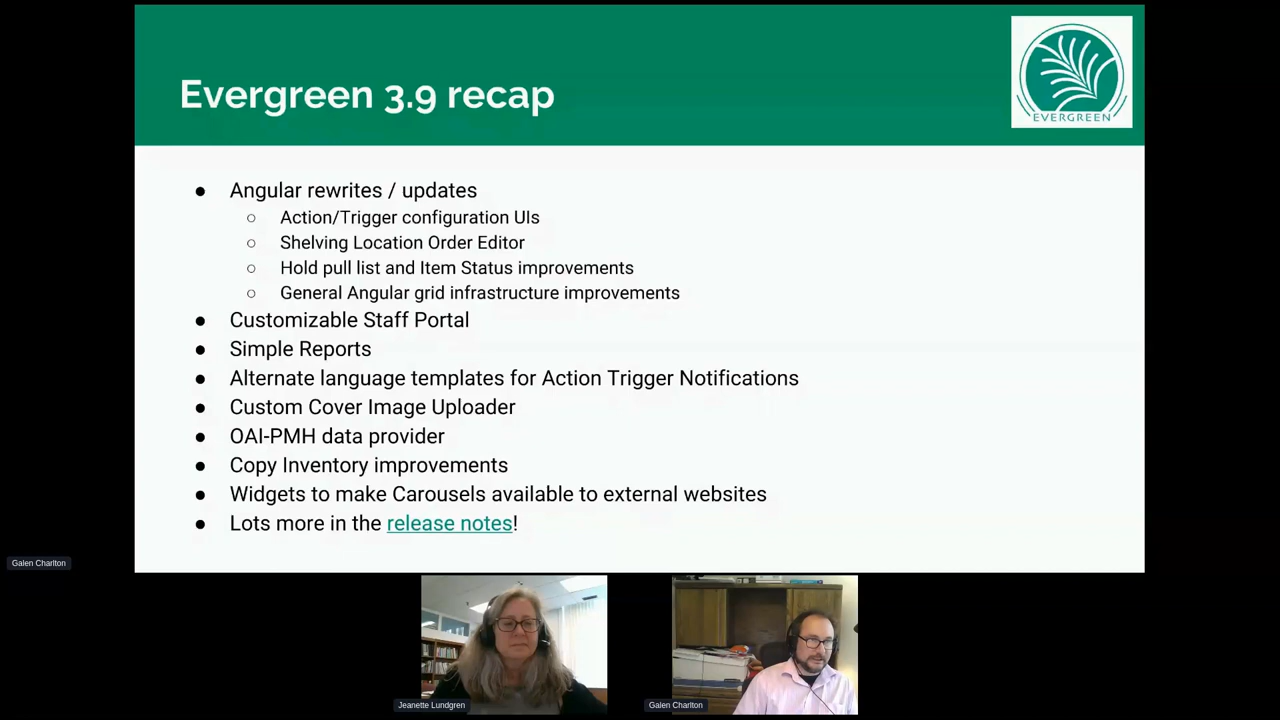 Evergreen 3.9 recap
EVERGREEN
● Angular rewrites / updates
○ Action/Trigger configuration UIs
○ Shelving Location Order Editor
○ Hold pull list and Item Status improvements
○ General Angular grid infrastructure improvements
● Customizable Staff Portal
● Simple Reports
● Alternate language templates for Action Trigger Notifications
● Custom Cover Image Uploader
● OAI-PMH data provider
● Copy Inventory improvements
● Widgets to make Carousels available to external websites
● Lots more in the release notes!
Galen Charlton
Jeanette Lundgren
Galen Charlton